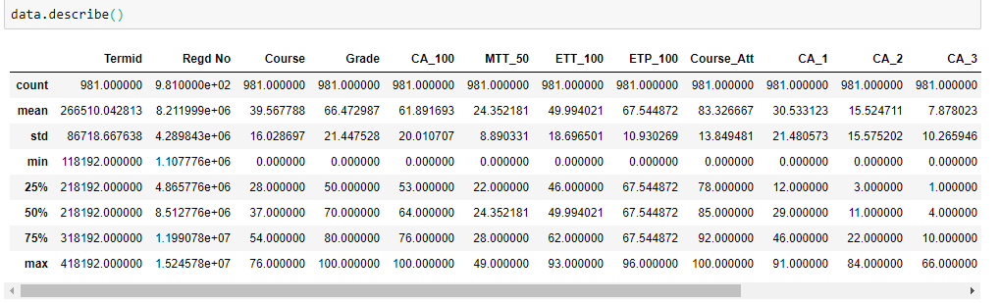 data.describe()
Termid Regd No Course Grade CA_100 MTT_50 ETT_100 ETP_100 Course_Att CA_1 CA_2 CA_3
count 981.000000 9.810000e+02 981.000000 981.000000 981.000000 981.000000 981.000000 981.000000 981.000000 981.000000 981.000000 981.000000
mean 266510.042813 8.211999e+06 39.567788 66.472987 61.891693 24.352181 49.994021 67.544872 83.326667 30.533123 15.524711 7.878023
std 86718.667638 4.289843e+06 16.028697 21.447528 20.010707 8.890331 18.696501 10.930269 13.849481 21.480573 15.575202 10.265946
min 118192.000000 1.107776e+06 0.000000 0.000000 0.000000 0.000000 0.000000 0.000000 0.000000 0.000000 0.000000 0.000000
25% 218192.000000 4.865776e+06 28.000000 50.000000 53.000000 22.000000 46.000000 67.544872 78.000000 12.000000 3.000000 1.000000
50% 218192.000000 8.512776e+06 37.000000 70.000000 64.000000 24.352181 49.994021 67.544872 85.000000 29.000000 11.000000 4.000000
75% 318192.000000 1.199078e+07 54.000000 80.000000 76.000000 28.000000 62.000000 67.544872 92.000000 46.000000 22.000000 10.000000
max 418192.000000 1.524578e+07 76.000000 100.000000 100.000000 49.000000 93.000000 96.000000 100.000000 91.000000 84.000000 66.000000